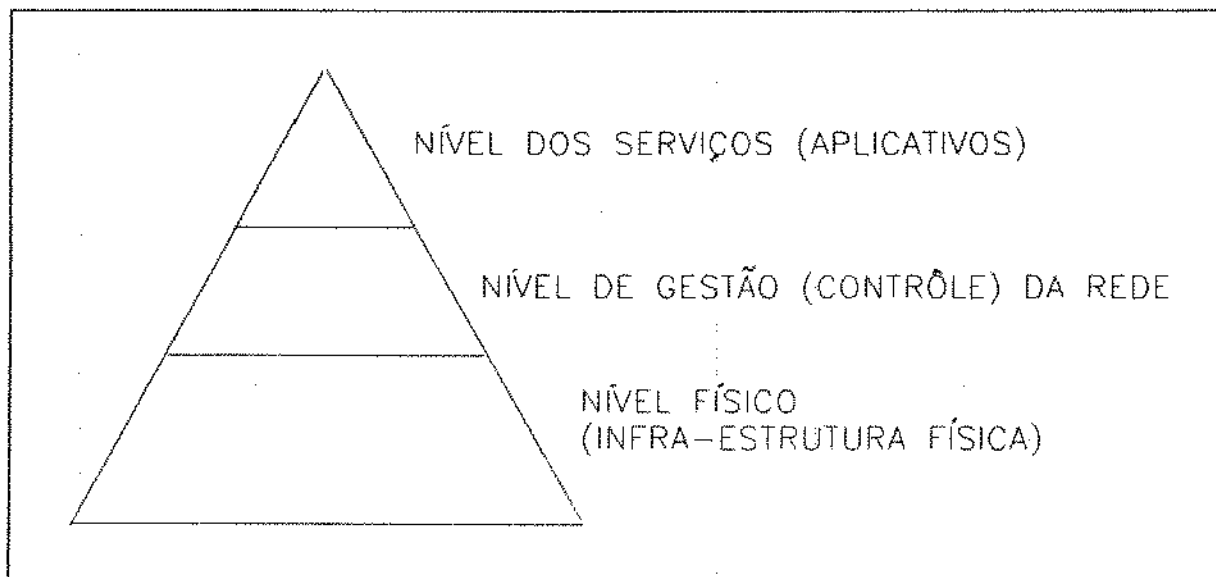 NÍVEL DOS SERVIÇOS (APLICATIVOS)
NÍVEL DE GESTÃO (CONTRÔLE) DA REDE
NÍVEL FÍSICO
(INFRA-ESTRUTURA FÍSICA)